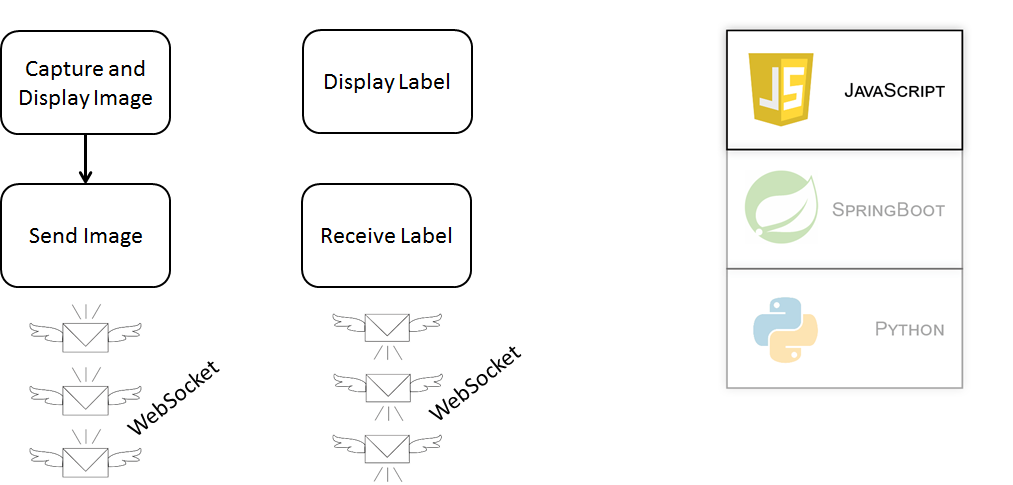 Capture and
Display Image
Display Label
Send Image
Receive Label
WebSocket
WebSocket
JS
JAVASCRIPT
SPRINGBOOT
PYTHON